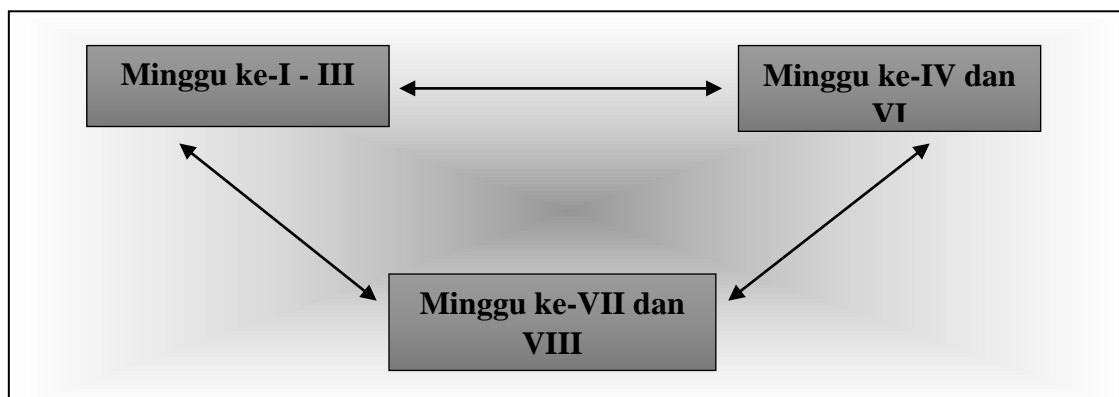 Minggu ke-I - III
Minggu ke-IV dan
VI
Minggu ke-VII dan
VIII